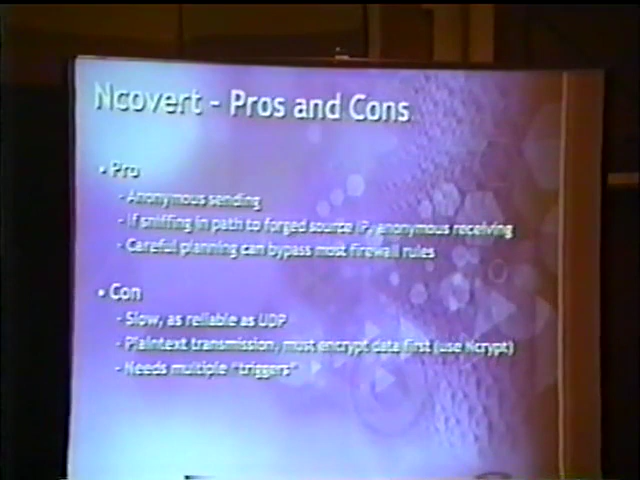 Ncovert - Pros and Cons
• Pro
- Anonymous sending
- If sniffing in path to forged source IP, anonymous receiving
- Careful planning can bypass most firewall rules
• Con
- Slow, as reliable as UDP
- Plaintext transmission, must encrypt data first (use Ncrypt)
- Needs multiple "triggers"